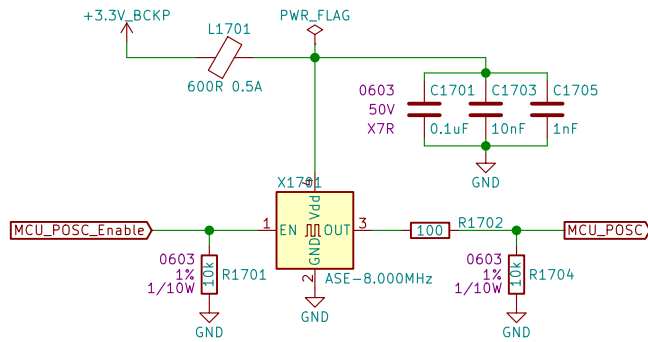 +3.3V_BCKP
PWR_FLAG
L1701
600R 0.5A
0603
50V
X7R
C1701
0.1uF
C1703
10nF
C1705
1nF
GND
X1701
4
Vdd
1
EN
OUT
3
GND
2
ASE-8.000MHz
GND
MCU_POSC_Enable
0603
1%
1/10W
10k
R1701
GND
100
R1702
MCU_POSC
0603
1%
1/10W
10k
R1704
GND